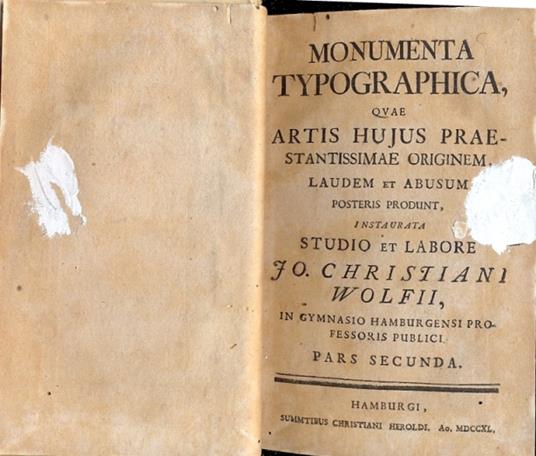 MONUMENTA
TYPOGRAPHICA,
QVAE
ARTIS HUJUS PRAE-
STANTISSIMAE ORIGINEM,
LAUDEM ET ABUSUM
POSTERIS PRODUNT,
INSTAURATA
STUDIO ET LABORE
JO. CHRISTIANI
WOLFII,
IN GYMNASIO HAMBURGENSI PRO-
FESSORIS PUBLICI.
PARS SECUNDA.
HAMBURGI,
SUMMTIBUS CHRISTIANI HEROLDI. Ao. MDCCXL.